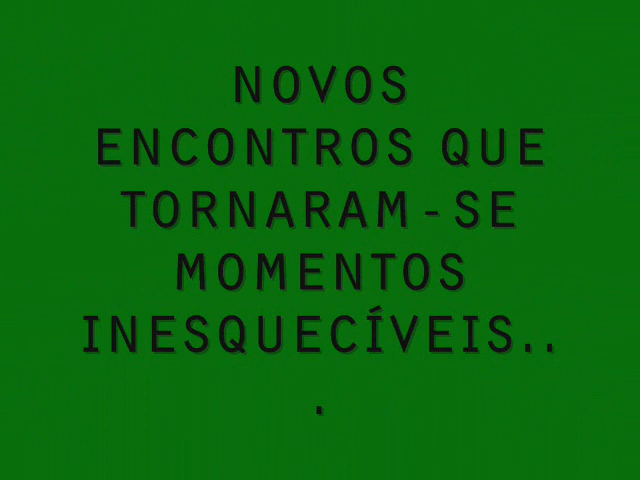 NOVOS
ENCONTROS QUE
TORNARAM-SE
MOMENTOS
INESQUECÍVEIS..
.